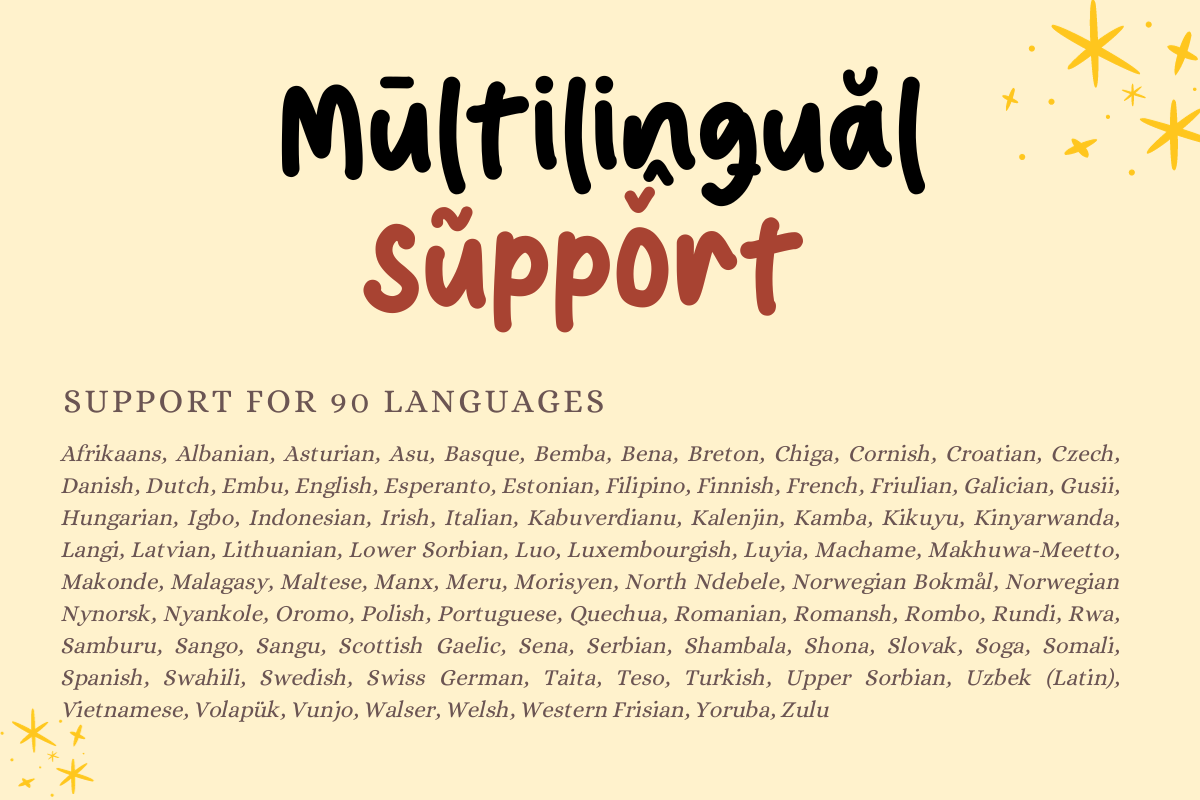 Mūltiliṋguăl
sũppǒrt
SUPPORT FOR 90 LANGUAGES
Afrikaans, Albanian, Asturian, Asu, Basque, Bemba, Bena, Breton, Chiga, Cornish, Croatian, Czech,
Danish, Dutch, Embu, English, Esperanto, Estonian, Filipino, Finnish, French, Friulian, Galician, Gusii,
Hungarian, Igbo, Indonesian, Irish, Italian, Kabuverdianu, Kalenjin, Kamba, Kikuyu, Kinyarwanda,
Langi, Latvian, Lithuanian, Lower Sorbian, Luo, Luxembourgish, Luyia, Machame, Makhuwa-Meetto,
Makonde, Malagasy, Maltese, Manx, Meru, Morisyen, North Ndebele, Norwegian Bokmål, Norwegian
Nynorsk, Nyankole, Oromo, Polish, Portuguese, Quechua, Romanian, Romansh, Rombo, Rundi, Rwa,
Samburu, Sango, Sangu, Scottish Gaelic, Sena, Serbian, Shambala, Shona, Slovak, Soga, Somali,
Spanish, Swahili, Swedish, Swiss German, Taita, Teso, Turkish, Upper Sorbian, Uzbek (Latin),
Vietnamese, Volapük, Vunjo, Walser, Welsh, Western Frisian, Yoruba, Zulu